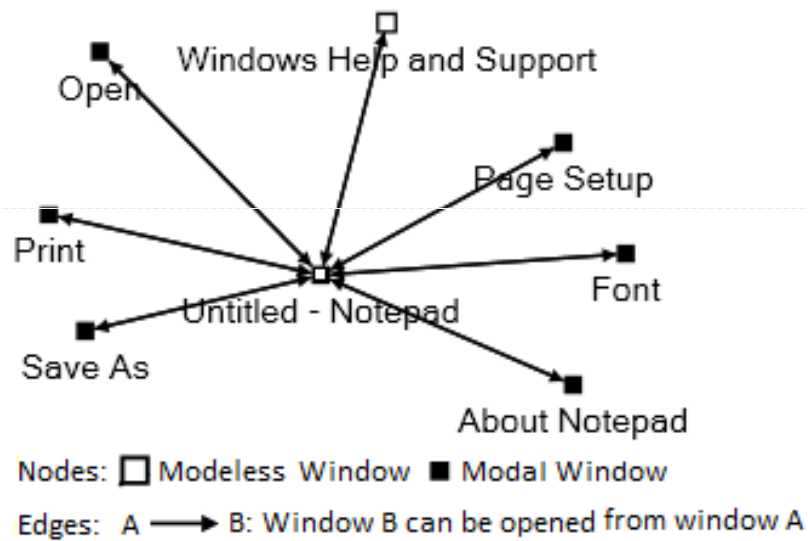 Windows Help and Support
Open
Page Setup
Print
Font
Untitled - Notepad
Save As
About Notepad
Nodes: Modeless Window Modal Window
Edges: A B: Window B can be opened from window A